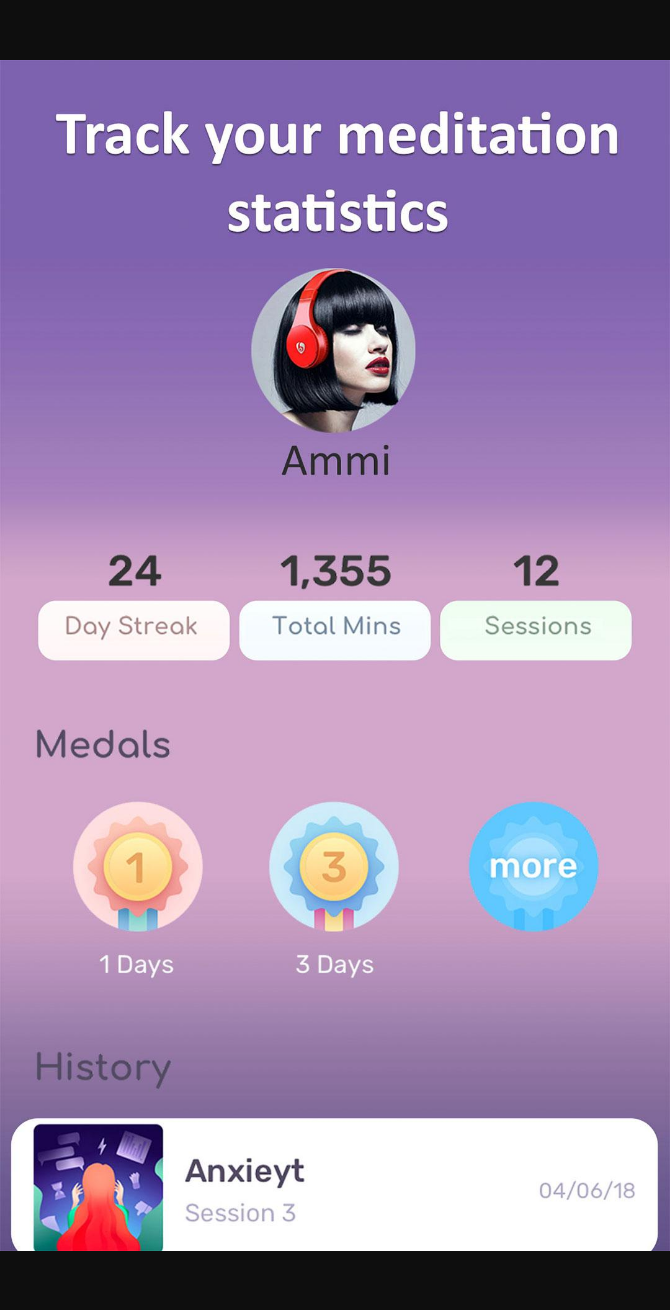 Track your meditation
statistics
Ammi
24 1,355 12
Day Streak Total Mins Sessions
Medals
1 3 more
1 Days 3 Days
History
Anxieyt
04/06/18
Session 3